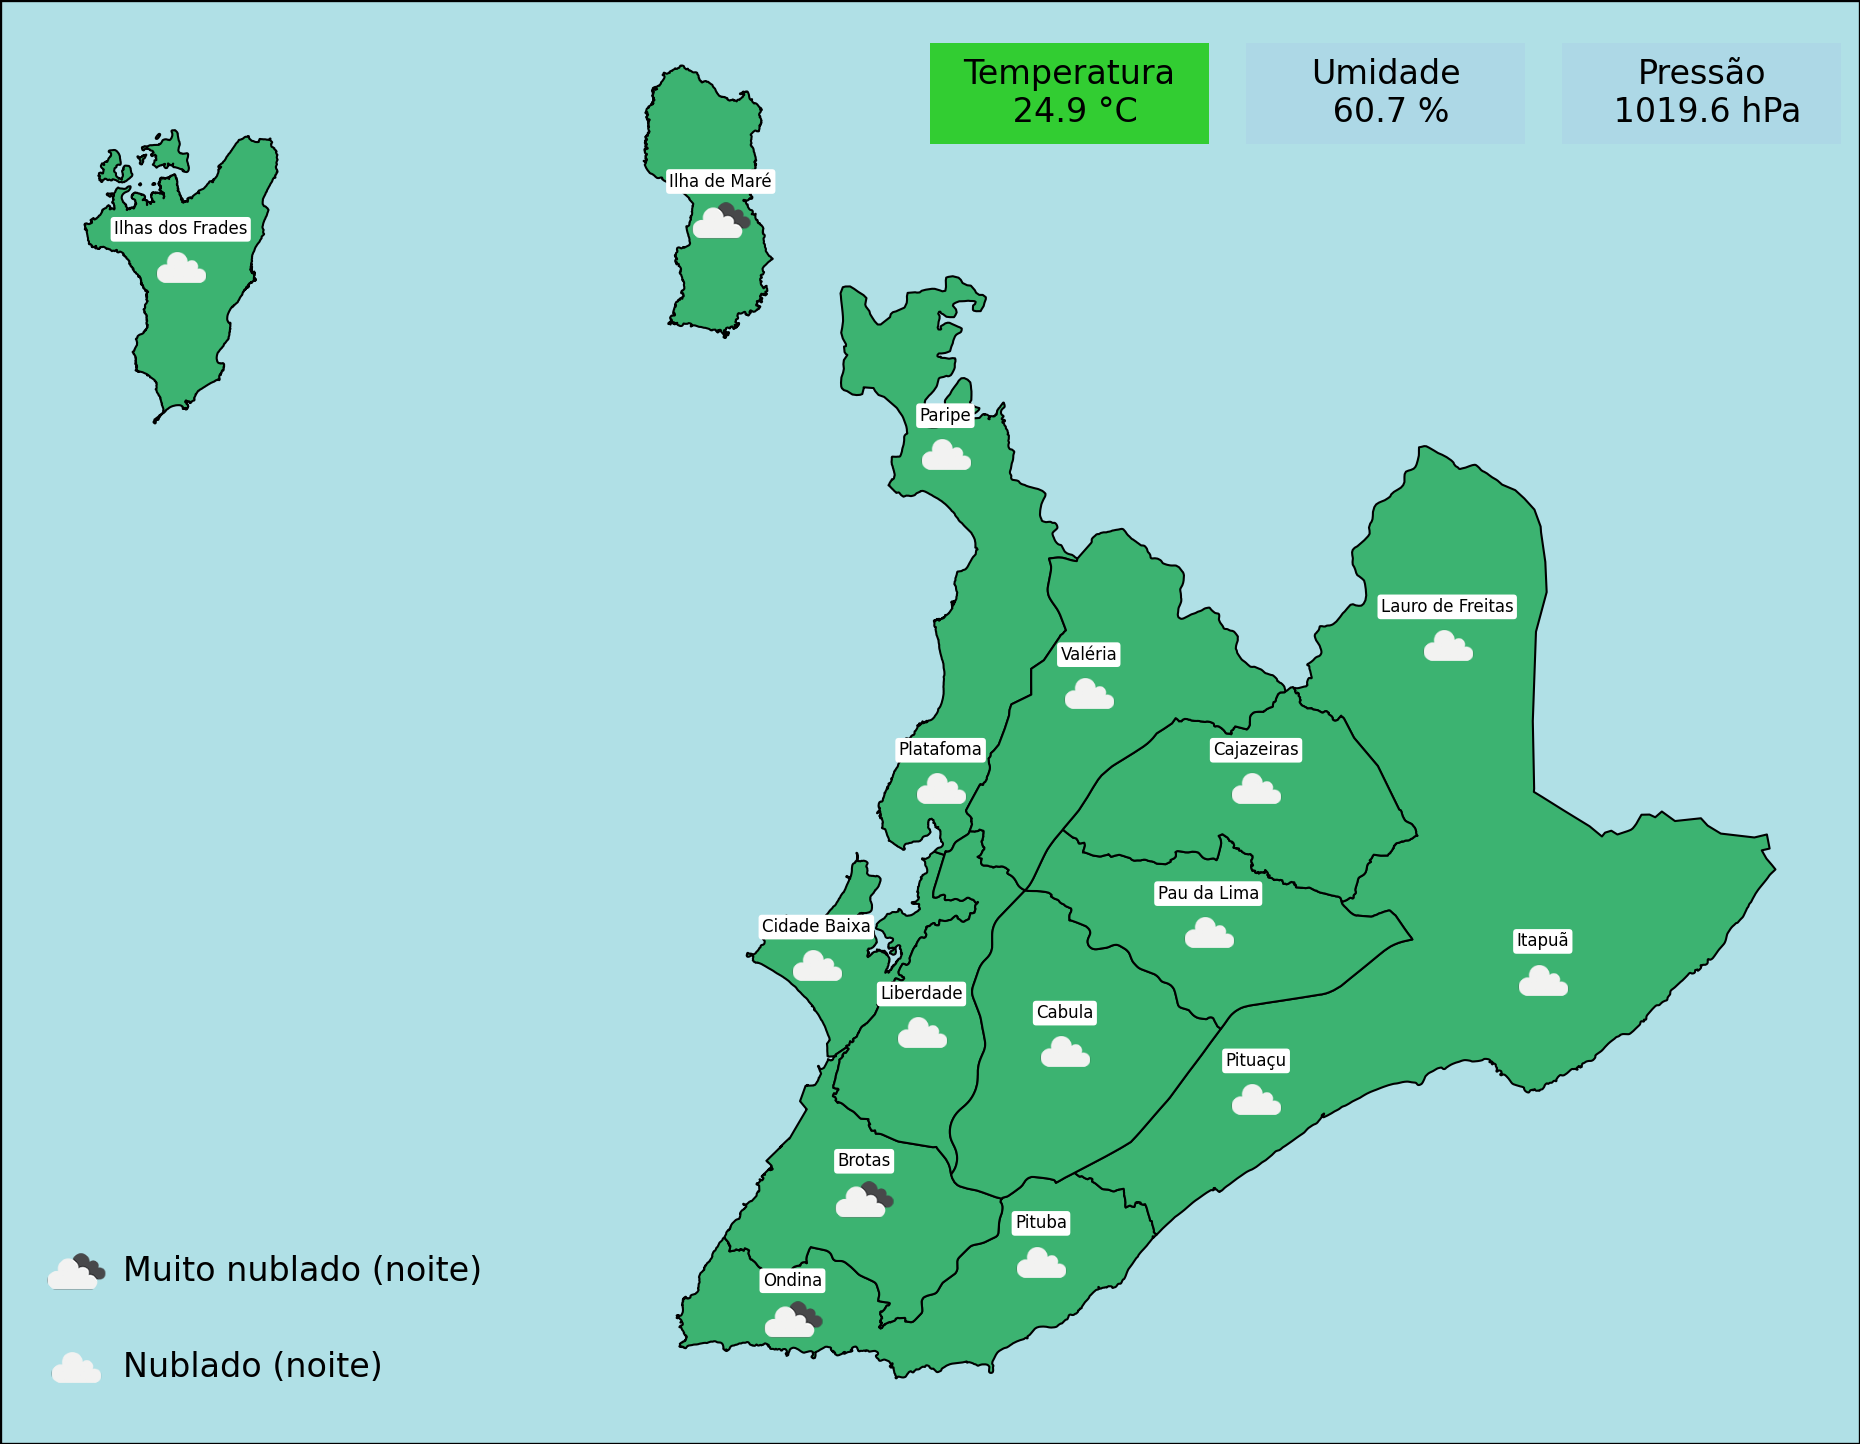 Temperatura
24.9 °C
Umidade
60.7 %
Pressão
1019.6 hPa
Ilha de Maré
Ilhas dos Frades
Paripe
Lauro de Freitas
Valéria
Platafoma
Cajazeiras
Pau da Lima
Cidade Baixa
Itapuã
Liberdade
Cabula
Pituaçu
Brotas
Pituba
Ondina
Muito nublado (noite)
Nublado (noite)